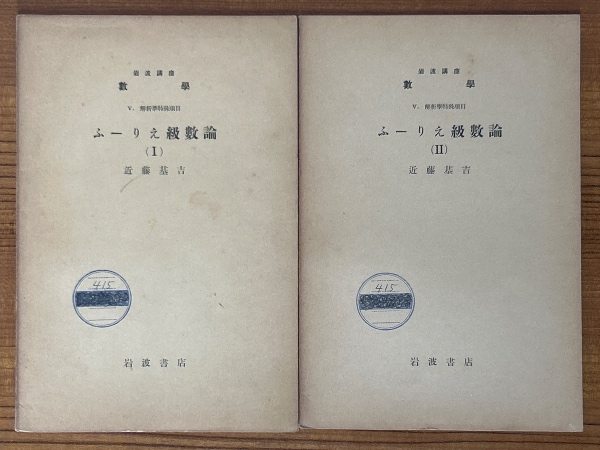 岩波講座
數學
V. 解析學特殊項目
ふーりえ級數論
(I)
近藤基吉
415
岩波書店
岩波講座
數學
V. 解析學特殊項目
ふーりえ級數論
(II)
近藤基吉
415
岩波書店